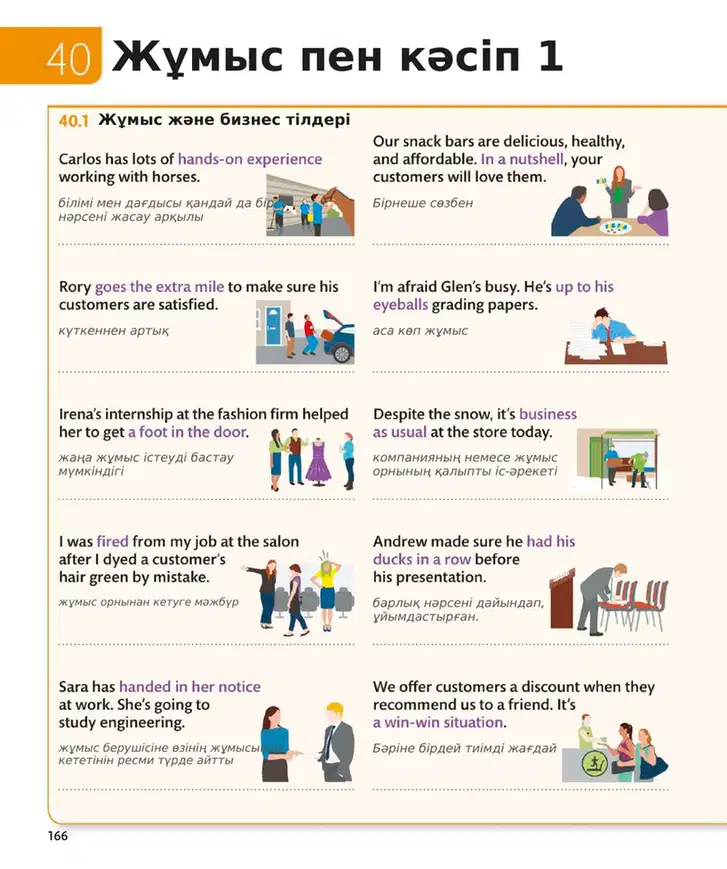 40 Жұмыс пен кәсіп 1
40.1 Жұмыс және бизнес тілдері
Carlos has lots of hands-on experience
working with horses.
білімі мен дағдысы қандай да бір
нәрсені жасау арқылы
Our snack bars are delicious, healthy,
and affordable. In a nutshell, your
customers will love them.
Бірнеше сөзбен
Rory goes the extra mile to make sure his
customers are satisfied.
күткеннен артық
I'm afraid Glen's busy. He's up to his
eyeballs grading papers.
аса көп жұмыс
Irena's internship at the fashion firm helped
her to get a foot in the door.
жаңа жұмыс істеуді бастау
мүмкіндігі
Despite the snow, it's business
as usual at the store today.
компанияның немесе жұмыс
орнының қалыпты іс-әрекеті
I was fired from my job at the salon
after I dyed a customer's
hair green by mistake.
жұмыс орнынан кетуге мәжбүр
Andrew made sure he had his
ducks in a row before
his presentation.
барлық нәрсені дайындап,
ұйымдастырған.
Sara has handed in her notice
at work. She's going to
study engineering.
жұмыс берушісіне өзінің жұмысы
кететінін ресми түрде айтты
We offer customers a discount when they
recommend us to a friend. It's
a win-win situation.
Бәріне бірдей тиімді жағдай
166